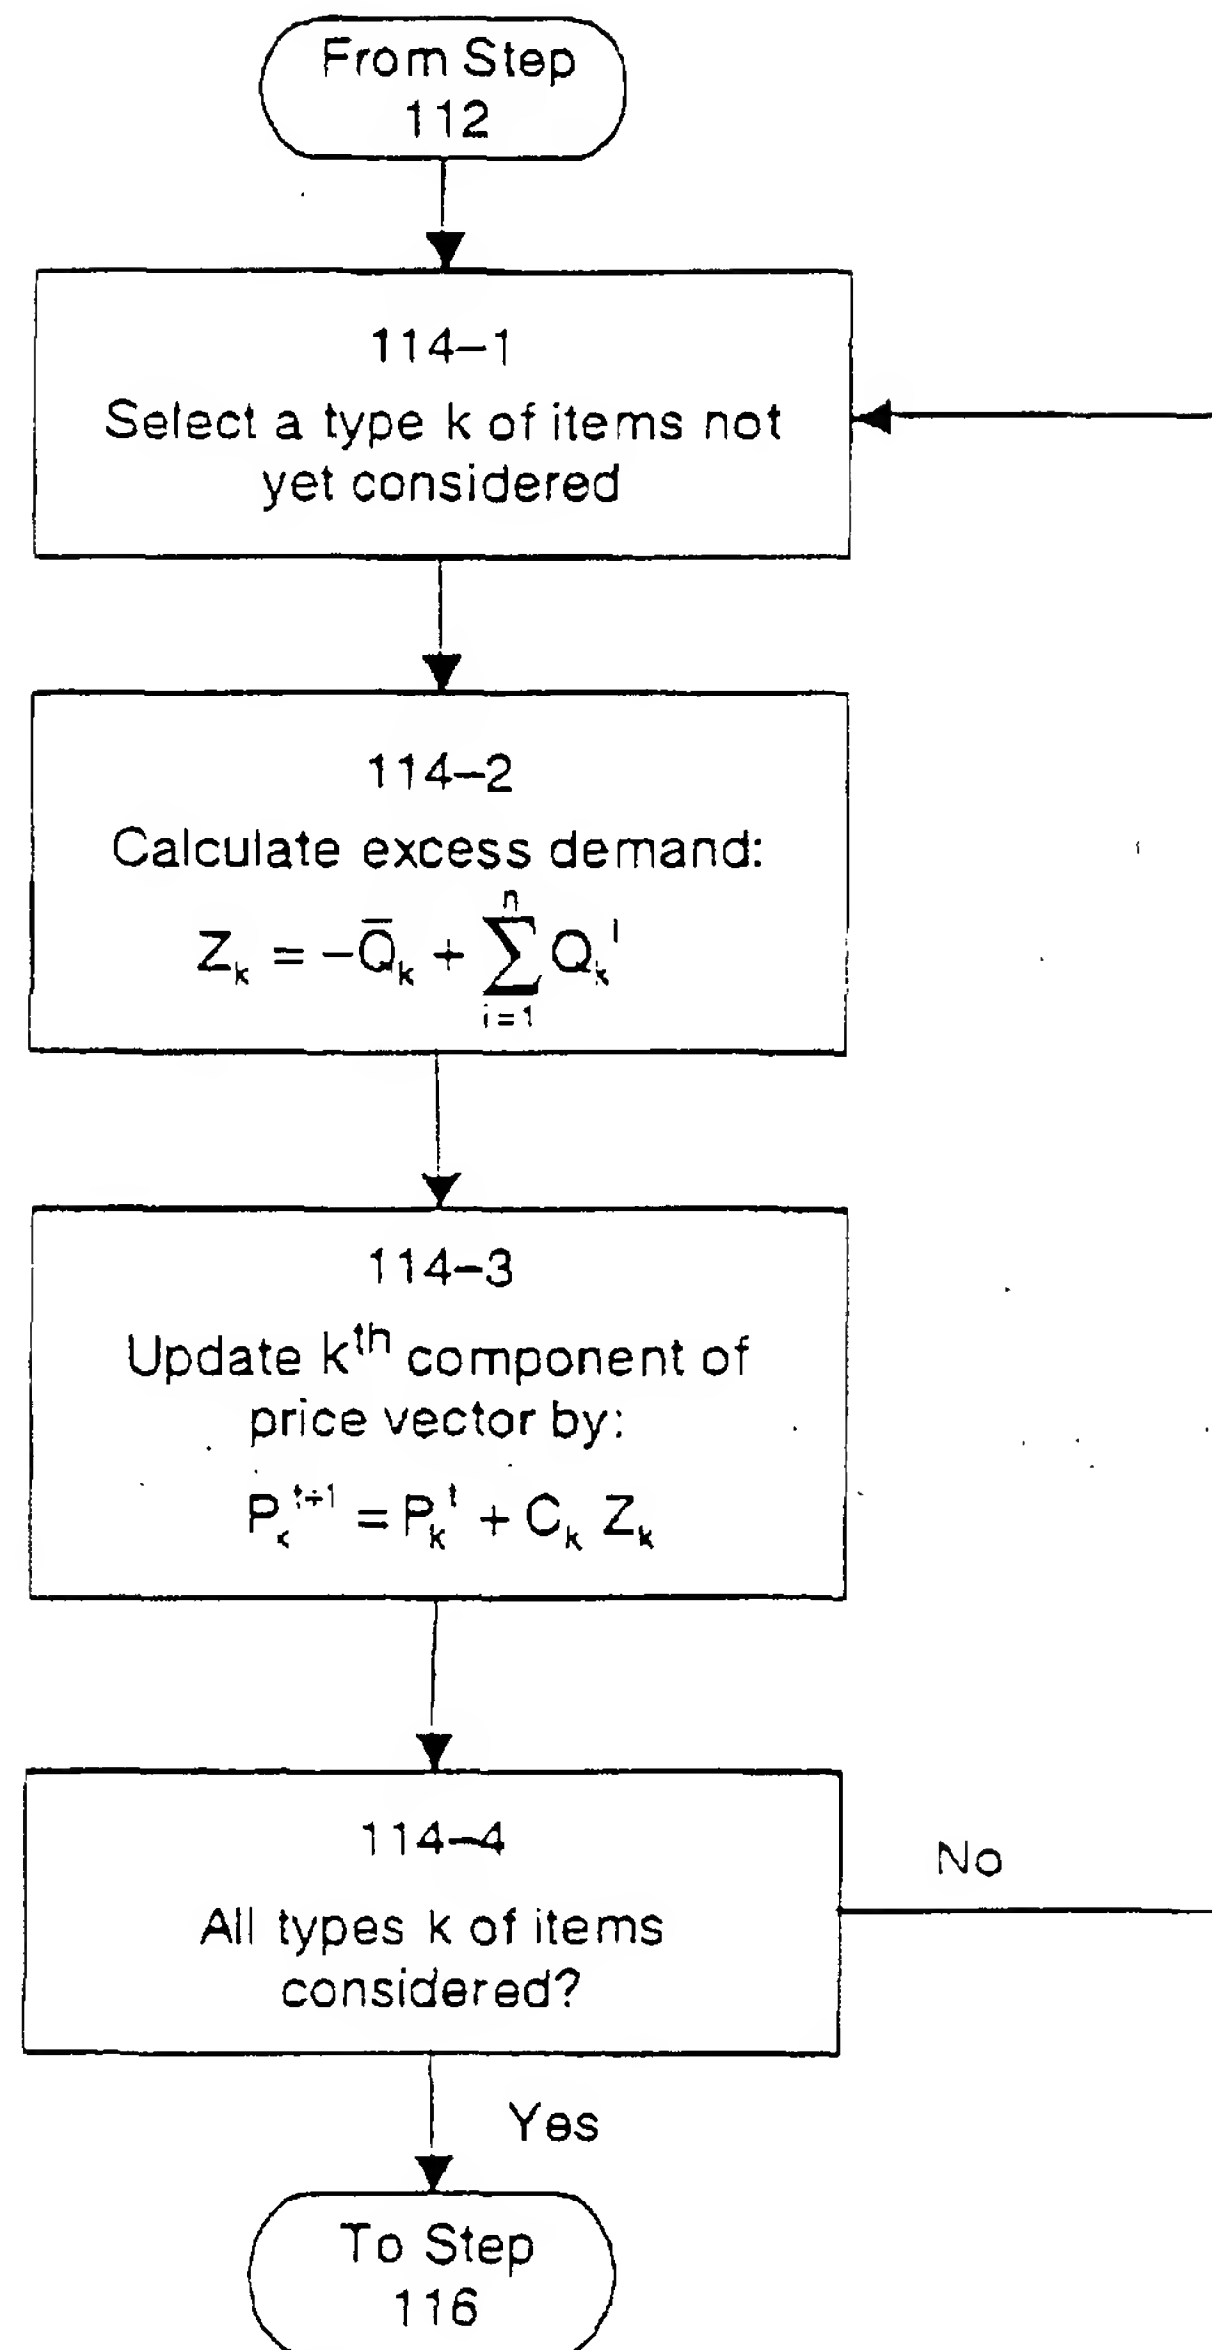 From Step
112
114-1
Select a type k of items not
yet considered
114-2
Calculate excess demand:
Z_k = -Q̄_k + ∑_{i=1}^{n} Q_k^i
114-3
Update k^th component of
price vector by:
P_k^{t+1} = P_k^t + C_k Z_k
114-4
No
All types k of items
considered?
Yes
To Step
116